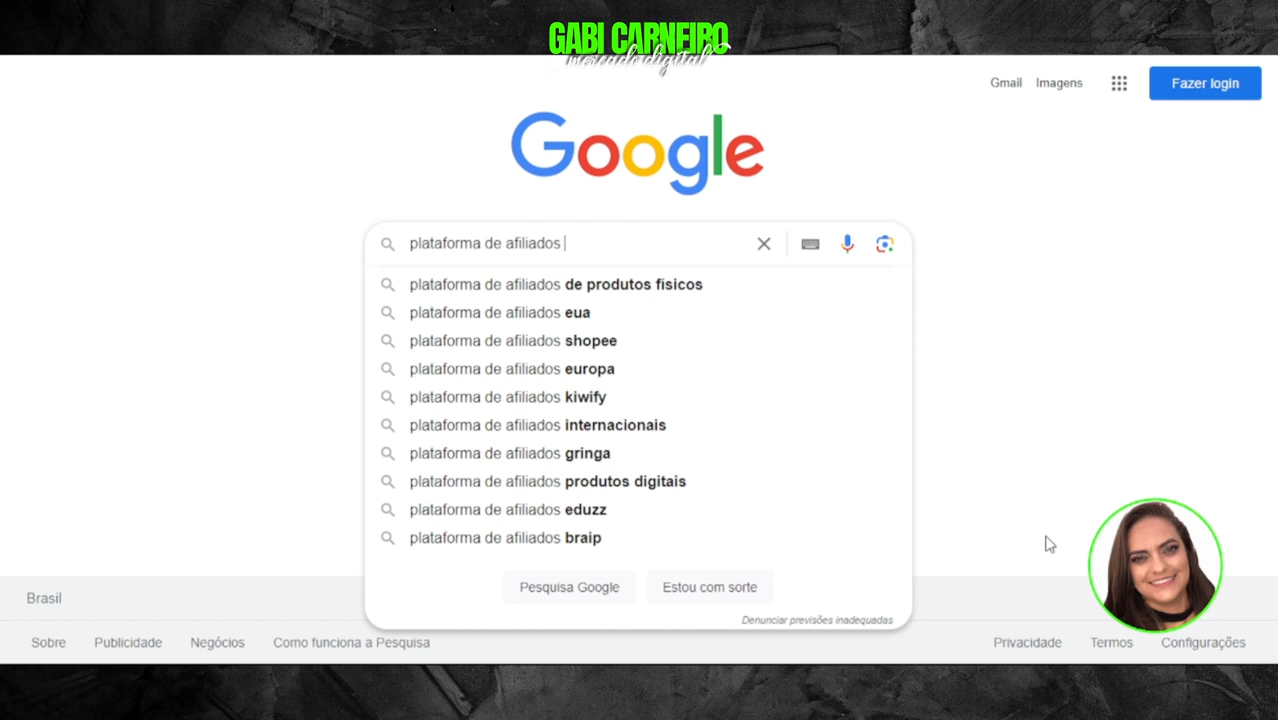 GABI CARNEIRO
mercado digital
Gmail Imagens Fazer login
Google
plataforma de afiliados
plataforma de afiliados de produtos físicos
plataforma de afiliados eua
plataforma de afiliados shopee
plataforma de afiliados europa
plataforma de afiliados kiwify
plataforma de afiliados internacionais
plataforma de afiliados gringa
plataforma de afiliados produtos digitais
plataforma de afiliados eduzz
plataforma de afiliados braip
Pesquisa Google Estou com sorte
Denunciar previsões inadequadas
Brasil
Sobre Publicidade Negócios Como funciona a Pesquisa Privacidade Termos Configurações